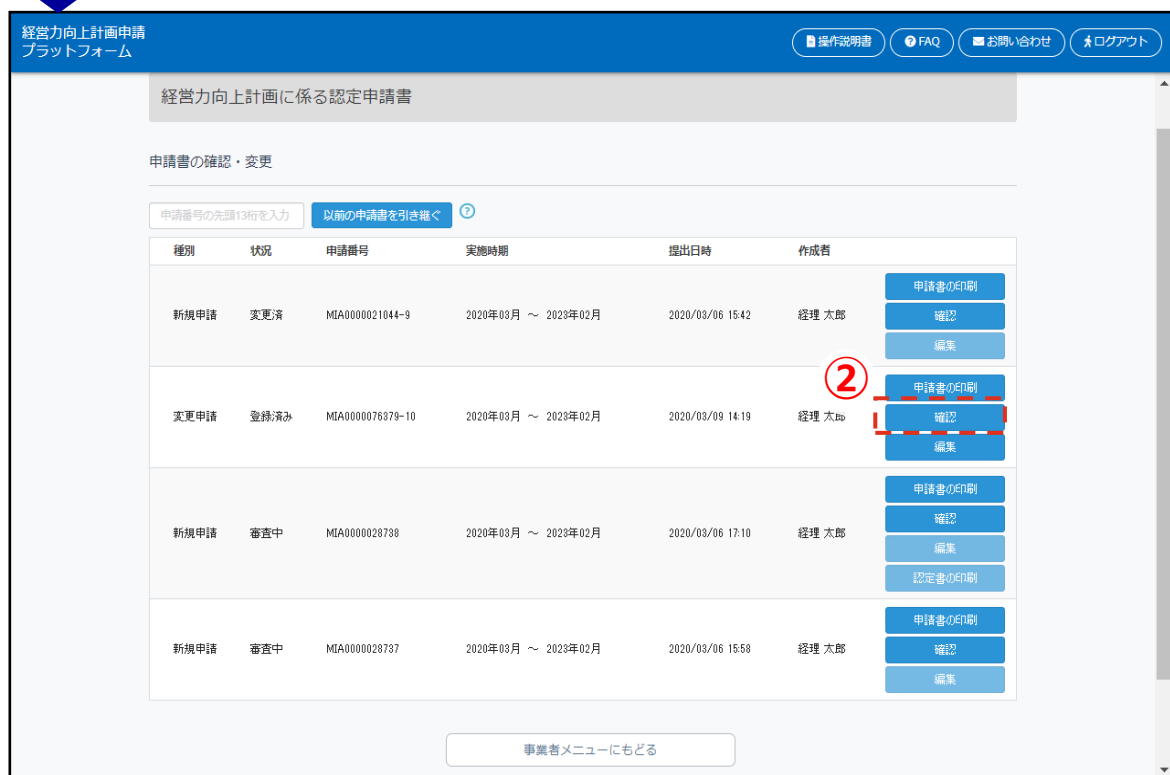 経営力向上計画申請
プラットフォーム
操作説明書
FAQ
お問い合わせ
ログアウト
経営力向上計画に係る認定申請書
申請書の確認・変更
申請番号の先頭13桁を入力 以前の申請書を引き継ぐ ?
種別 状況 申請番号 実施時期 提出日時 作成者
申請書の印刷
新規申請 変更済 MIA0000021044-9 2020年03月 ～ 2023年02月 2020/03/06 15:42 経理 太郎 確認
編集
②
申請書の印刷
変更申請 登録済み MIA0000076379-10 2020年03月 ～ 2023年02月 2020/03/09 14:19 経理 太郎 確認
編集
申請書の印刷
確認
新規申請 審査中 MIA0000028738 2020年03月 ～ 2023年02月 2020/03/06 17:10 経理 太郎
編集
認定書の印刷
申請書の印刷
新規申請 審査中 MIA0000028737 2020年03月 ～ 2023年02月 2020/03/06 15:58 経理 太郎 確認
編集
事業者メニューにもどる